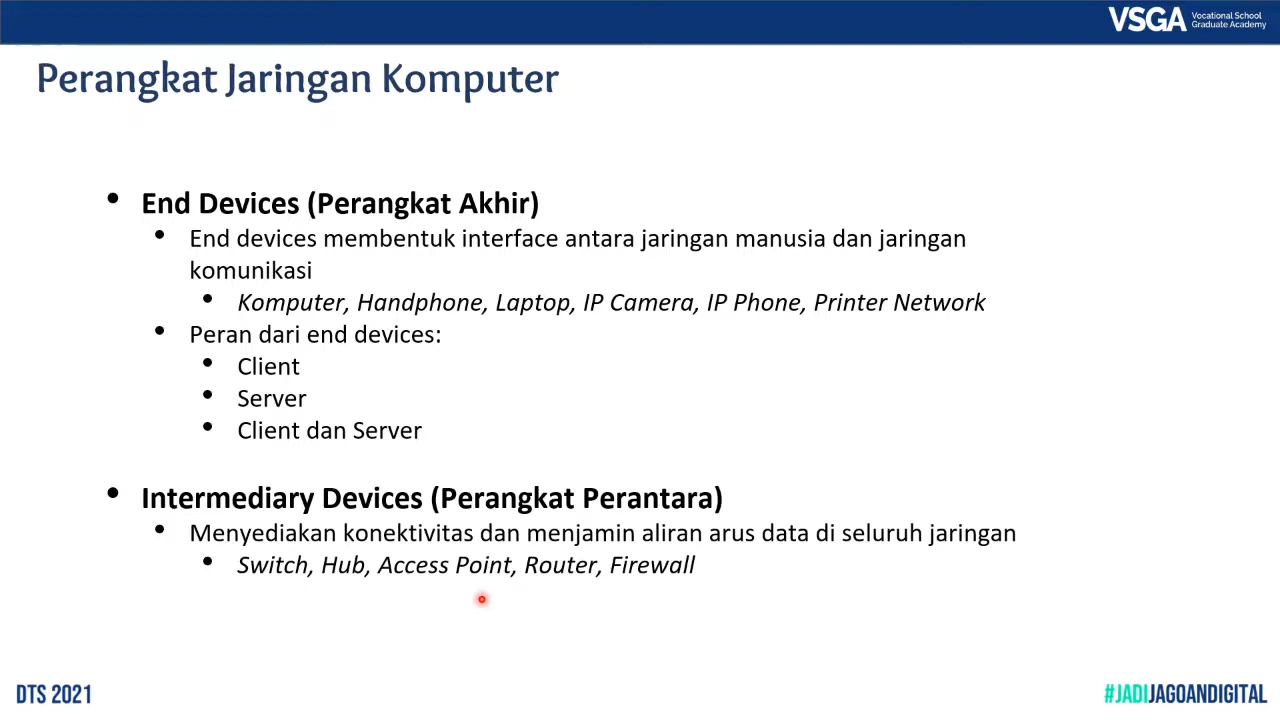 VSGA Vocational School
Graduate Academy
Perangkat Jaringan Komputer
• End Devices (Perangkat Akhir)
• End devices membentuk interface antara jaringan manusia dan jaringan
komunikasi
• Komputer, Handphone, Laptop, IP Camera, IP Phone, Printer Network
• Peran dari end devices:
• Client
• Server
• Client dan Server
• Intermediary Devices (Perangkat Perantara)
• Menyediakan konektivitas dan menjamin aliran arus data di seluruh jaringan
• Switch, Hub, Access Point, Router, Firewall
DTS 2021
#JADIJAGOANDIGITAL